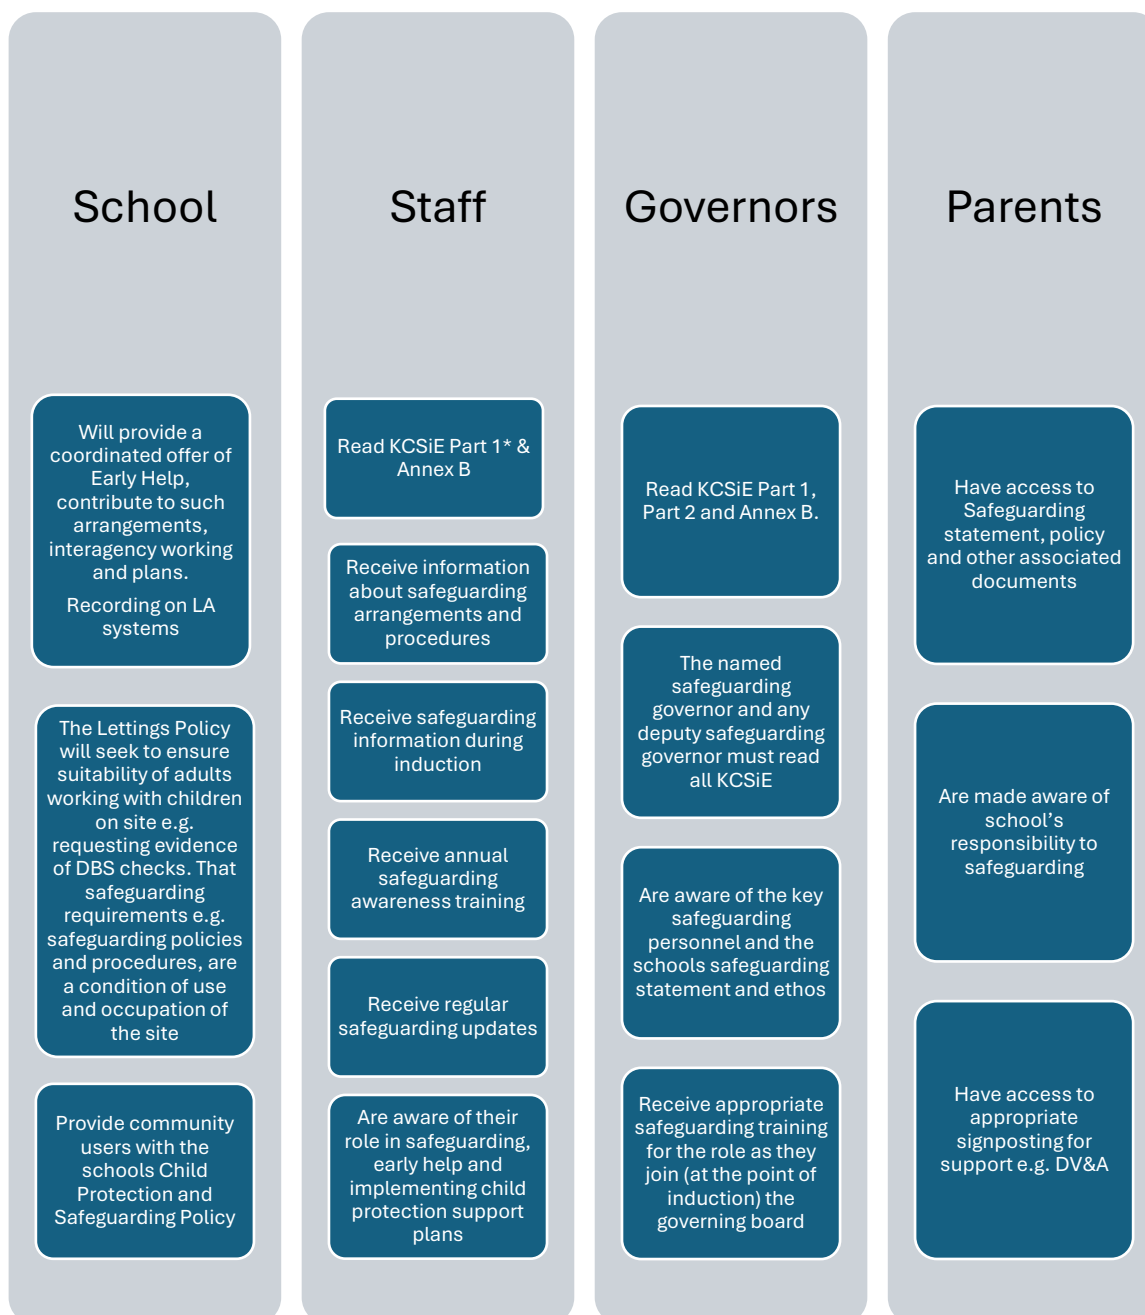 School
Will provide a
coordinated offer of
Early Help,
contribute to such
arrangements,
interagency working
and plans.
Recording on LA
systems
The Lettings Policy
will seek to ensure
suitability of adults
working with children
on site e.g.
requesting evidence
of DBS checks. That
safeguarding
requirements e.g.
safeguarding policies
and procedures, are
a condition of use
and occupation of
the site
Provide community
users with the
schools Child
Protection and
Safeguarding Policy
Staff
Read KCSiE Part 1* &
Annex B
Receive information
about safeguarding
arrangements and
procedures
Receive safeguarding
information during
induction
Receive annual
safeguarding
awareness training
Receive regular
safeguarding updates
Are aware of their
role in safeguarding,
early help and
implementing child
protection support
plans
Governors
Read KCSiE Part 1,
Part 2 and Annex B.
The named
safeguarding
governor and any
deputy safeguarding
governor must read
all KCSiE
Are aware of the key
safeguarding
personnel and the
schools safeguarding
statement and ethos
Receive appropriate
safeguarding training
for the role as they
join (at the point of
induction) the
governing board
Parents
Have access to
Safeguarding
statement, policy
and other associated
documents
Are made aware of
school’s
responsibility to
safeguarding
Have access to
appropriate
signposting for
support e.g. DV&A